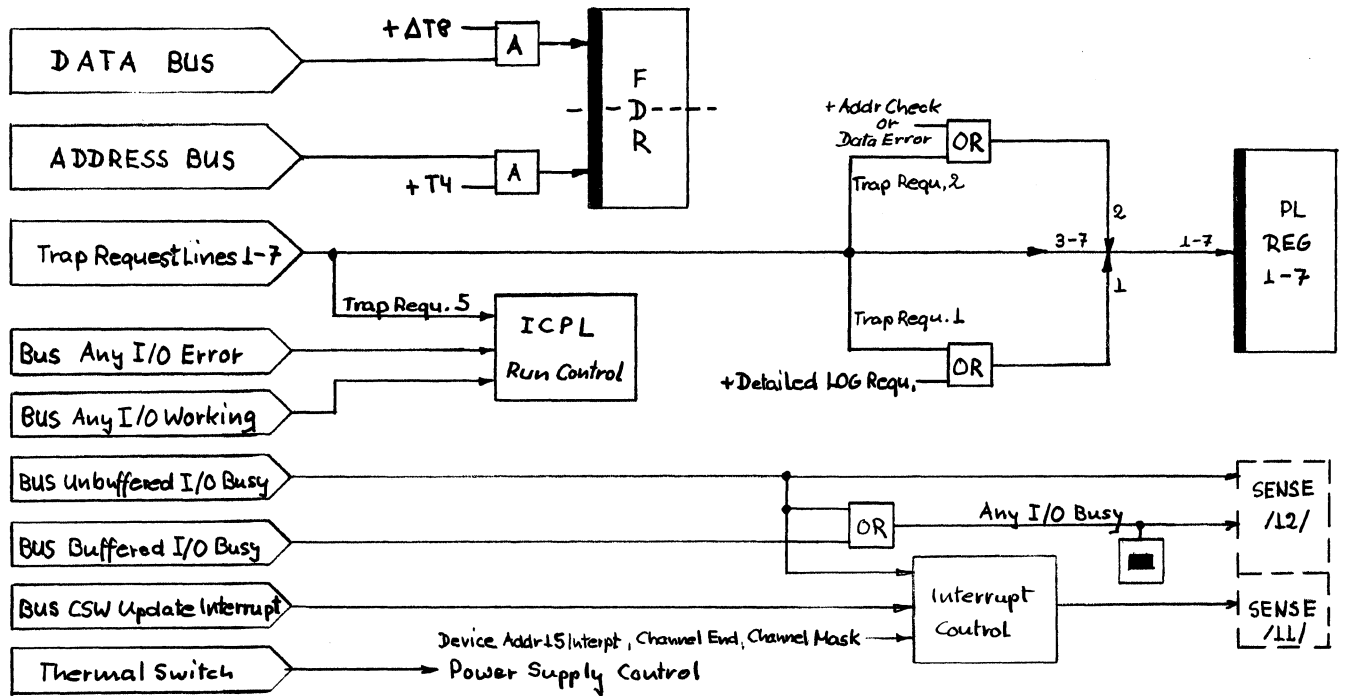 DATA BUS
+ΔT8
A
F
D
R
ADDRESS BUS
+T4
A
+Addr Check
or
Data Error
OR
Trap Requ. 2
2
Trap Request Lines 1-7
3-7
1-7
PL
REG
1-7
1
Trap Requ. 5
ICPL
Run Control
Trap Requ. 1
+Detailed LOG Requ.
OR
Bus Any I/O Error
BUS Any I/O Working
BUS Unbuffered I/O Busy
SENSE
/12/
BUS Buffered I/O Busy
OR
Any I/O Busy
BUS CSW Update Interrupt
Interrupt
Control
SENSE
/11/
Device Addr 15 Interpt, Channel End, Channel Mask
Thermal Switch
Power Supply Control